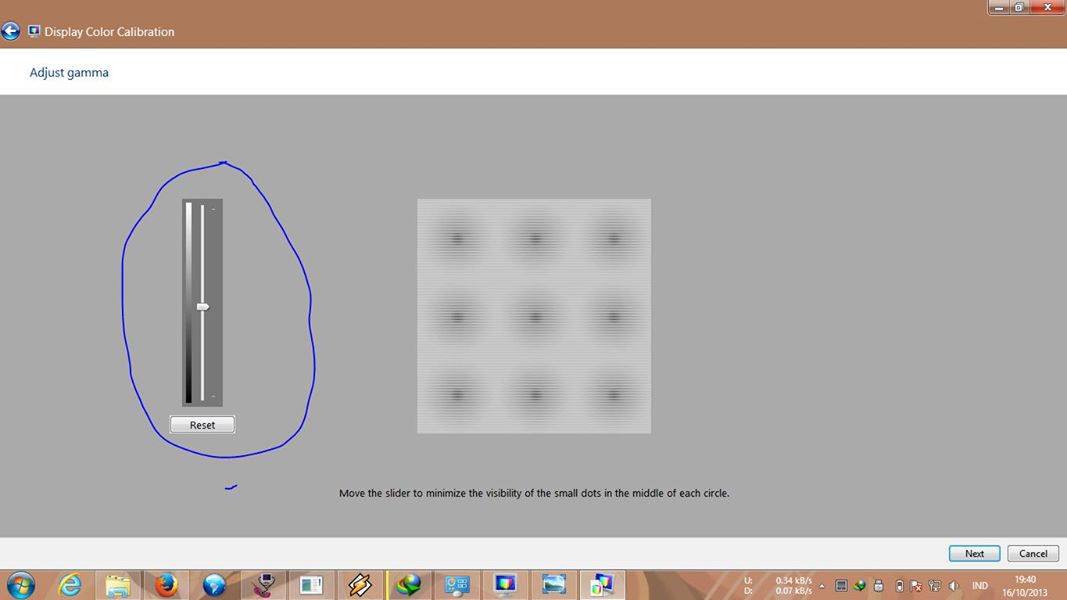 Display Color Calibration
Adjust gamma
Reset
Move the slider to minimize the visibility of the small dots in the middle of each circle.
Next
Cancel
U: 0.34 kB/s
D: 0.07 kB/s
IND
19:40
16/10/2013